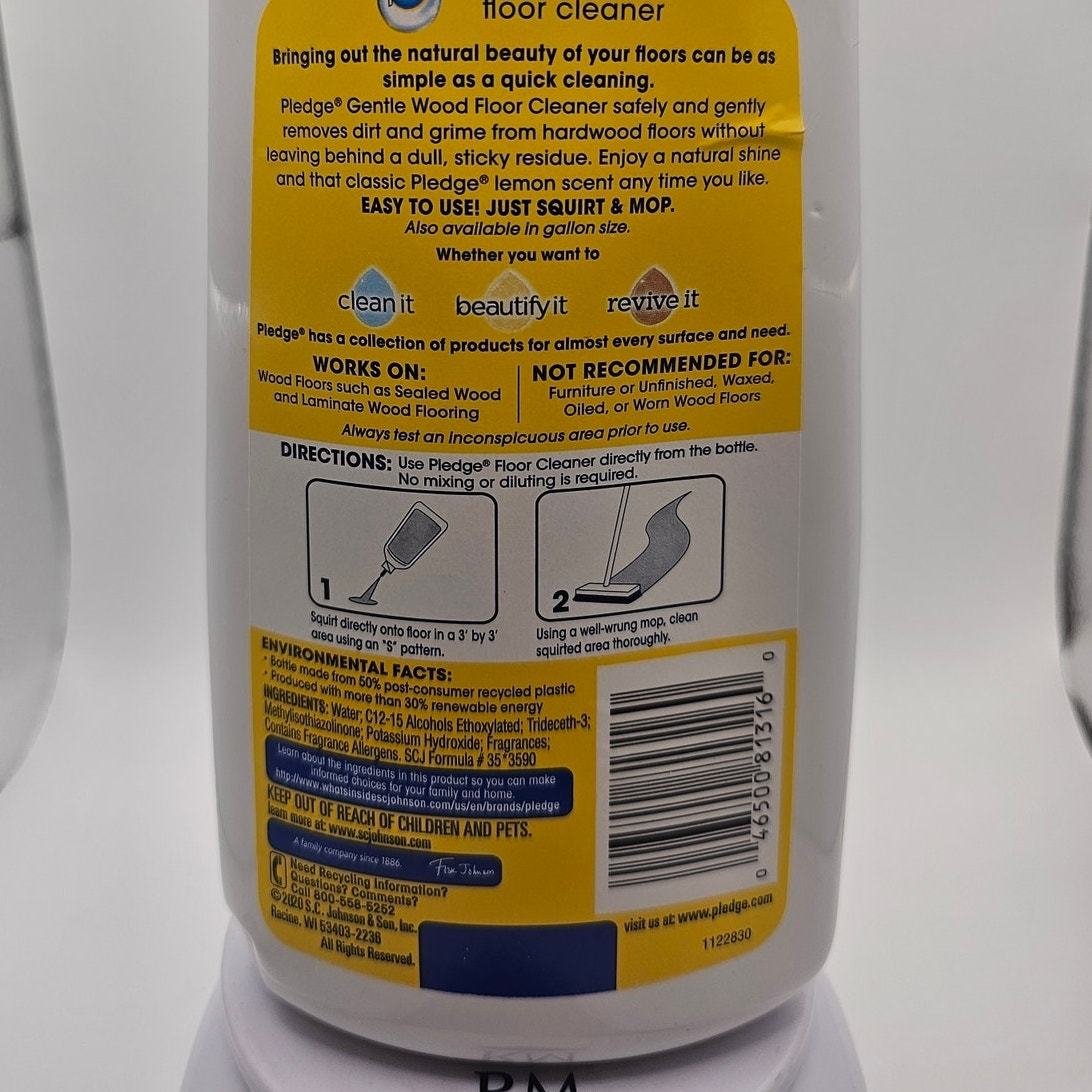 floor cleaner
Bringing out the natural beauty of your floors can be as
simple as a quick cleaning.
Pledge® Gentle Wood Floor Cleaner safely and gently
removes dirt and grime from hardwood floors without
leaving behind a dull, sticky residue. Enjoy a natural shine
and that classic Pledge® lemon scent any time you like.
EASY TO USE! JUST SQUIRT & MOP.
Also available in gallon size.
Whether you want to
clean it beautify it revive it
Pledge® has a collection of products for almost every surface and need.
WORKS ON:
Wood Floors such as Sealed Wood
and Laminate Wood Flooring
NOT RECOMMENDED FOR:
Furniture or Unfinished, Waxed,
Oiled, or Worn Wood Floors
Always test an inconspicuous area prior to use.
DIRECTIONS: Use Pledge® Floor Cleaner directly from the bottle.
No mixing or diluting is required.
1
Squirt directly onto floor in a 3' by 3'
area using an "S" pattern.
2
Using a well-wrung mop, clean
squirted area thoroughly.
ENVIRONMENTAL FACTS:
• Bottle made from 50% post-consumer recycled plastic
• Produced with more than 30% renewable energy
INGREDIENTS: Water; C12-15 Alcohols Ethoxylated; Trideceth-3;
Methylisothiazolinone; Potassium Hydroxide; Fragrances;
Contains Fragrance Allergens. SCJ Formula # 35*3590
Learn about the ingredients in this product so you can make
informed choices for your family and home.
http://www.whatsinsidescjohnson.com/us/en/brands/pledge
KEEP OUT OF REACH OF CHILDREN AND PETS.
learn more at: www.scjohnson.com
A family company since 1886. Fisk Johnson
Need Recycling Information?
Questions? Comments?
Call 800-558-5252
©2020 S.C. Johnson & Son, Inc.
Racine, WI 53403-2236
All Rights Reserved.
0 46500 81316 0
visit us at: www.pledge.com
1122830